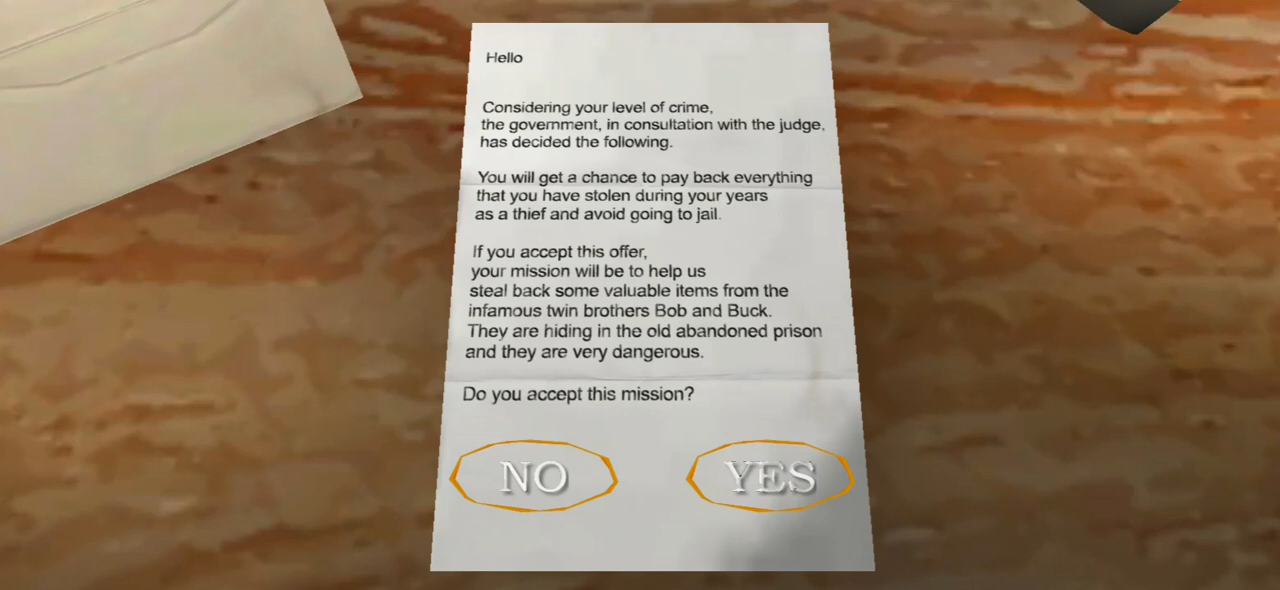 Hello
Considering your level of crime,
the government, in consultation with the judge,
has decided the following.
You will get a chance to pay back everything
that you have stolen during your years
as a thief and avoid going to jail.
If you accept this offer,
your mission will be to help us
steal back some valuable items from the
infamous twin brothers Bob and Buck.
They are hiding in the old abandoned prison
and they are very dangerous.
Do you accept this mission?
NO YES